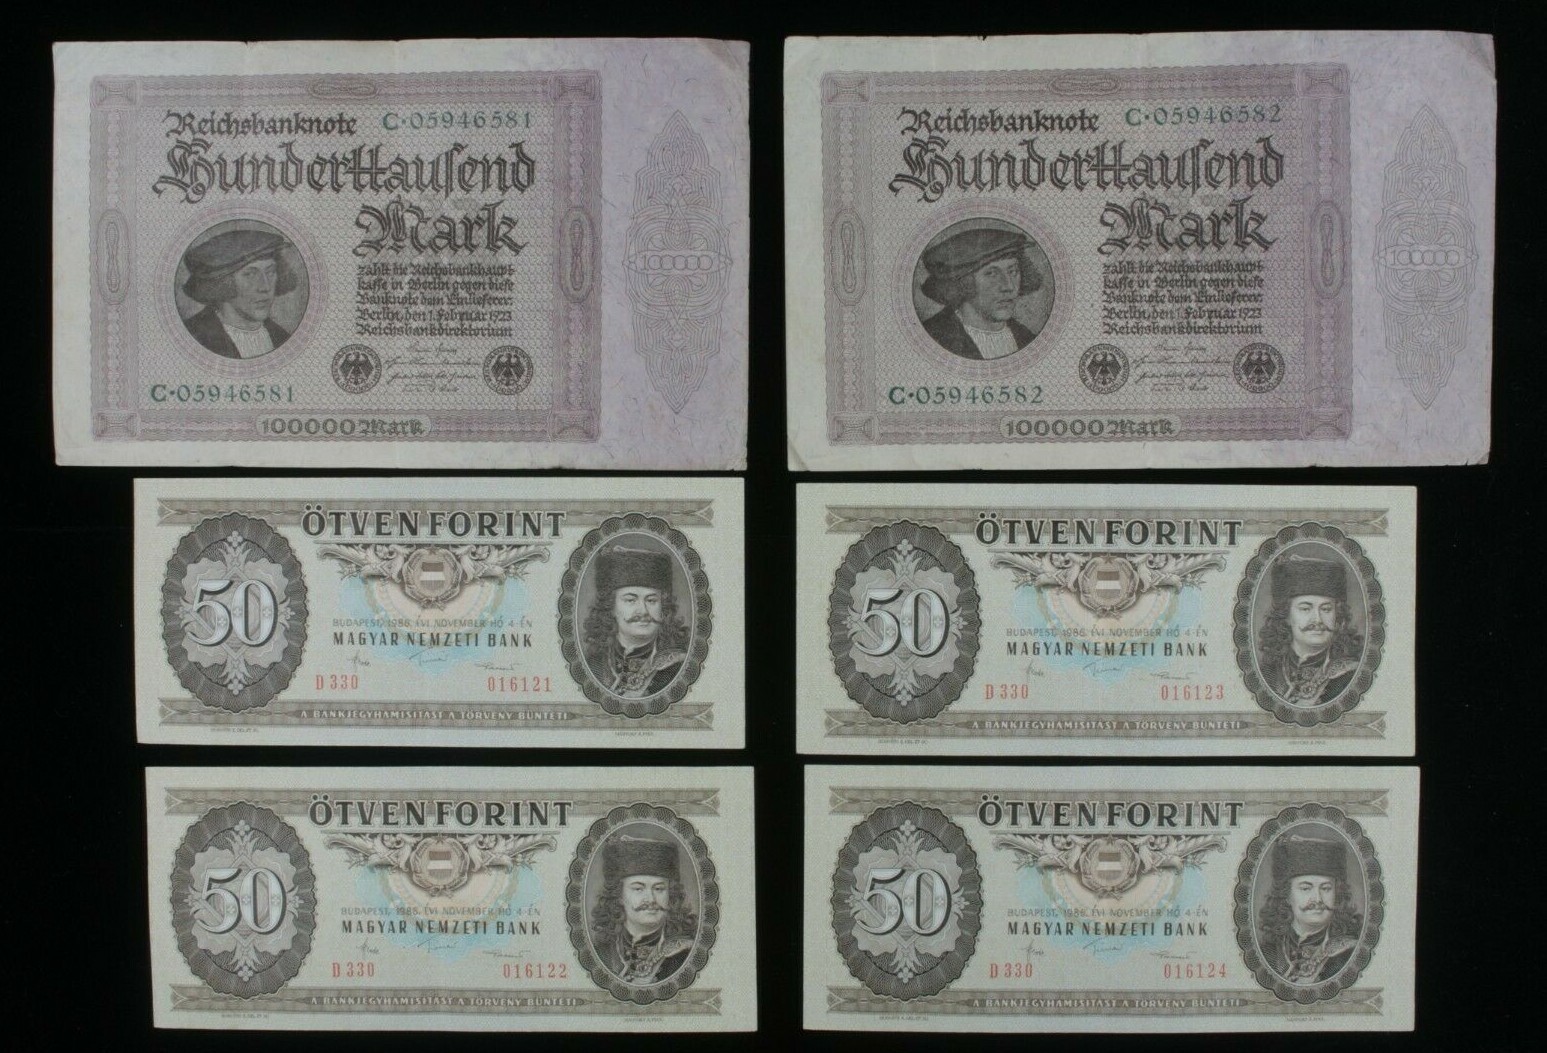 Reichsbanknote C·05946581
Hunderttausend
Mark
zahlt die Reichsbankhaupt-
kasse in Berlin gegen diese
Banknote dem Einlieferer.
Berlin, den 1. Februar 1923
Reichsbankdirektorium
C·05946581
100000 Mark
100000
Reichsbanknote C·05946582
Hunderttausend
Mark
zahlt die Reichsbankhaupt-
kasse in Berlin gegen diese
Banknote dem Einlieferer.
Berlin, den 1. Februar 1923
Reichsbankdirektorium
C·05946582
100000 Mark
100000
ÖTVEN FORINT
50
BUDAPEST, 1986. ÉVI NOVEMBER HÓ 4-ÉN
MAGYAR NEMZETI BANK
D 330 016121
A BANKJEGYHAMISÍTÁST A TÖRVÉNY BÜNTETI
ÖTVEN FORINT
50
BUDAPEST, 1986. ÉVI NOVEMBER HÓ 4-ÉN
MAGYAR NEMZETI BANK
D 330 016123
A BANKJEGYHAMISÍTÁST A TÖRVÉNY BÜNTETI
ÖTVEN FORINT
50
BUDAPEST, 1986. ÉVI NOVEMBER HÓ 4-ÉN
MAGYAR NEMZETI BANK
D 330 016122
A BANKJEGYHAMISÍTÁST A TÖRVÉNY BÜNTETI
ÖTVEN FORINT
50
BUDAPEST, 1986. ÉVI NOVEMBER HÓ 4-ÉN
MAGYAR NEMZETI BANK
D 330 016124
A BANKJEGYHAMISÍTÁST A TÖRVÉNY BÜNTETI